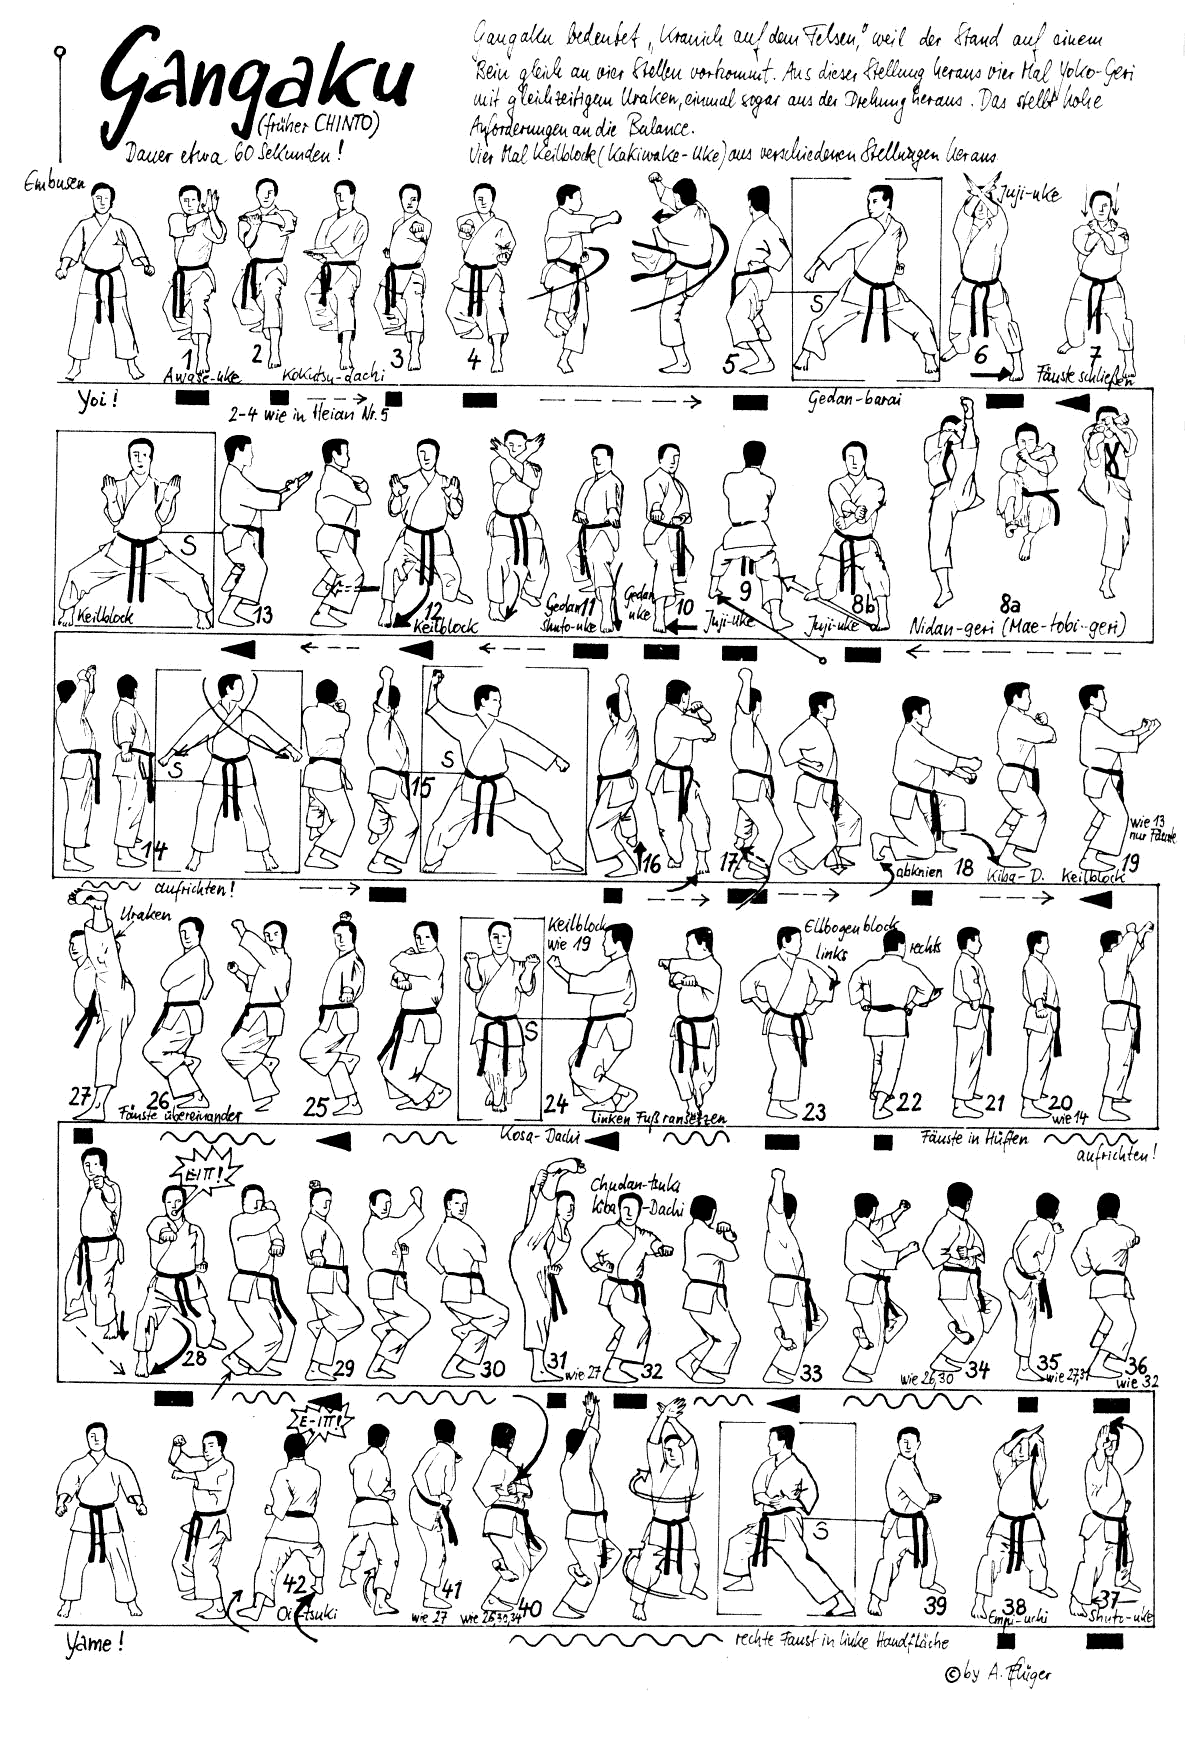 Gangaku
(früher CHINTO)
Dauer etwa 60 Sekunden!
Gangaku bedeutet „Kranich auf dem Felsen," weil der Stand auf einem
Bein gleich an vier Stellen vorkommt. Aus dieser Stellung heraus vier Mal Yoko-Geri
mit gleichzeitigem Uraken, einmal sogar aus der Drehung heraus. Das stellt hohe
Anforderungen an die Balance.
Vier Mal Keilblock (Kakiwake-Uke) aus verschiedenen Stellungen heraus
Embusen
Juji-uke
S
1 2 3 4 5 6 7
Awase-uke Kokutsu-dachi Fäuste schließen
Yoi! Gedan-barai
2-4 wie in Heian Nr. 5
S
Keilblock 13 12 Keilblock Gedan 11 Shuto-uke Gedan uke 10 9 Juji-uke 8b Juji-uke 8a
Nidan-geri (Mae-tobi-geri)
S S
14 15 16 17 18 19
wie 13
nur Fäuste
abknien Kiba-D. Keilblock
aufrichten!
Uraken
Keilblock
wie 19
Ellbogenblock
links rechts
S
27 26 25 24 23 22 21 20
wie 14
Fäuste übereinander linken Fuß ransetzen
Kosa-Dachi Fäuste in Hüften
aufrichten!
E-ITT!
Chudan-tsuki
Kiba-Dachi
28 29 30 31 wie 27 32 33 34 35 36
wie 26,30 wie 27,31 wie 32
E-ITT!
S
42 41 40 39 38 37
Oi-tsuki wie 27 wie 26,30,34 Empi-uchi Shuto-uke
Yame! rechte Faust in linke Handfläche
© by A. Pflüger